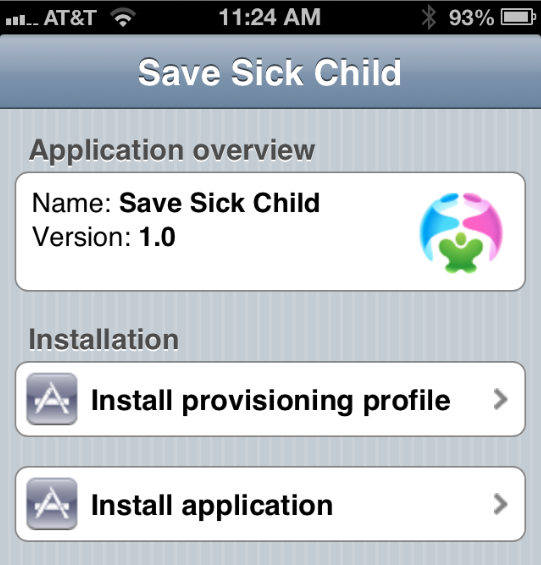 AT&T 11:24 AM 93%
Save Sick Child
Application overview
Name: Save Sick Child
Version: 1.0
Installation
Install provisioning profile
Install application